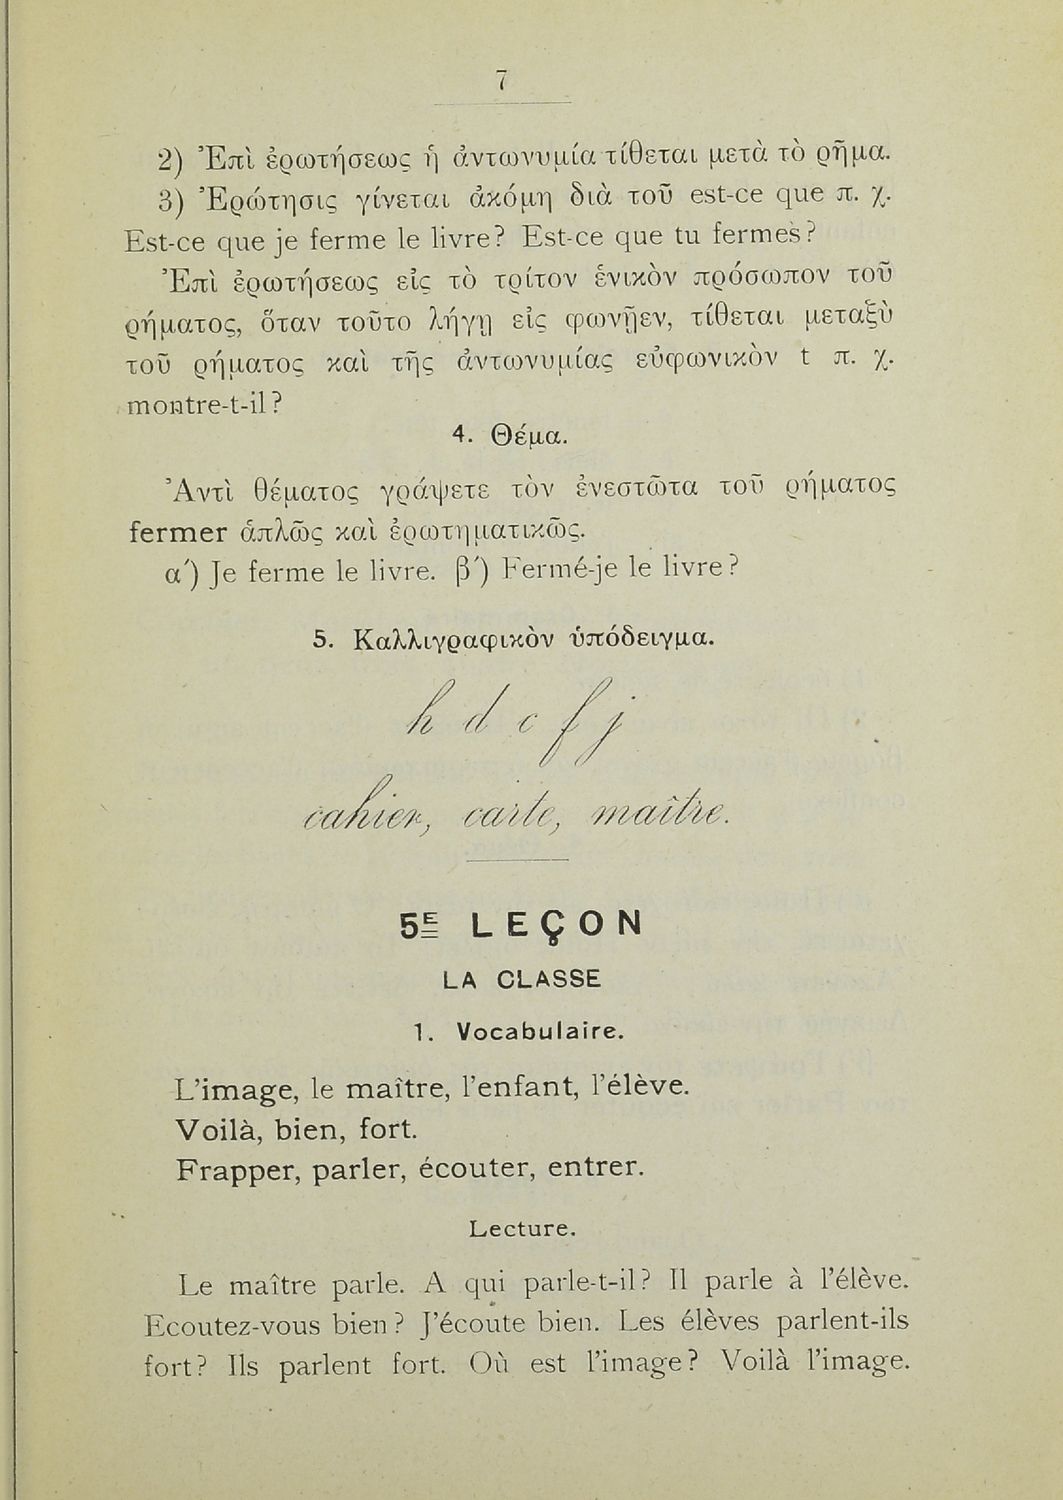 7
2) Ἐπὶ ἐρωτήσεως ἡ ἀντωνυμία τίθεται μετὰ τὸ ρῆμα.
3) Ἐρώτησις γίνεται ἀκόμη διὰ τοῦ est-ce que π. χ.
Est-ce que je ferme le livre? Est-ce que tu fermes?
Ἐπὶ ἐρωτήσεως εἰς τὸ τρίτον ἑνικὸν πρόσωπον τοῦ
ρήματος, ὅταν τοῦτο λήγῃ εἰς φωνῆεν, τίθεται μεταξὺ
τοῦ ρήματος καὶ τῆς ἀντωνυμίας εὐφωνικὸν t π. χ.
montre-t-il?
4. Θέμα.
Ἀντὶ θέματος γράψετε τὸν ἐνεστῶτα τοῦ ρήματος
fermer ἁπλῶς καὶ ἐρωτηματικῶς.
α΄) Je ferme le livre. β΄) Fermé-je le livre?
5. Καλλιγραφικὸν ὑπόδειγμα.
h d c f j
cahier, carte, maître.
5E LEÇON
LA CLASSE
1. Vocabulaire.
L'image, le maître, l'enfant, l'élève.
Voilà, bien, fort.
Frapper, parler, écouter, entrer.
Lecture.
Le maître parle. A qui parle-t-il? Il parle à l'élève.
Ecoutez-vous bien? J'écoute bien. Les élèves parlent-ils
fort? Ils parlent fort. Où est l'image? Voilà l'image.